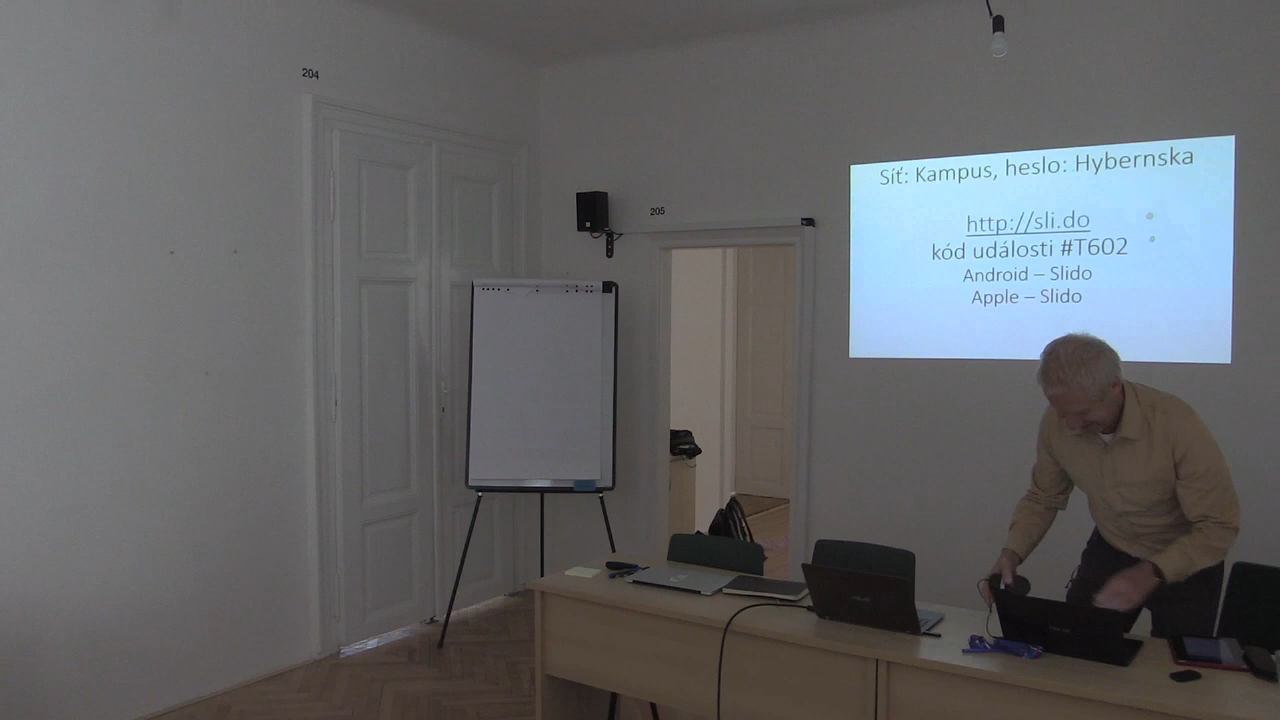 204
205
Síť: Kampus, heslo: Hybernska
http://sli.do
kód události #T602
Android – Slido
Apple – Slido